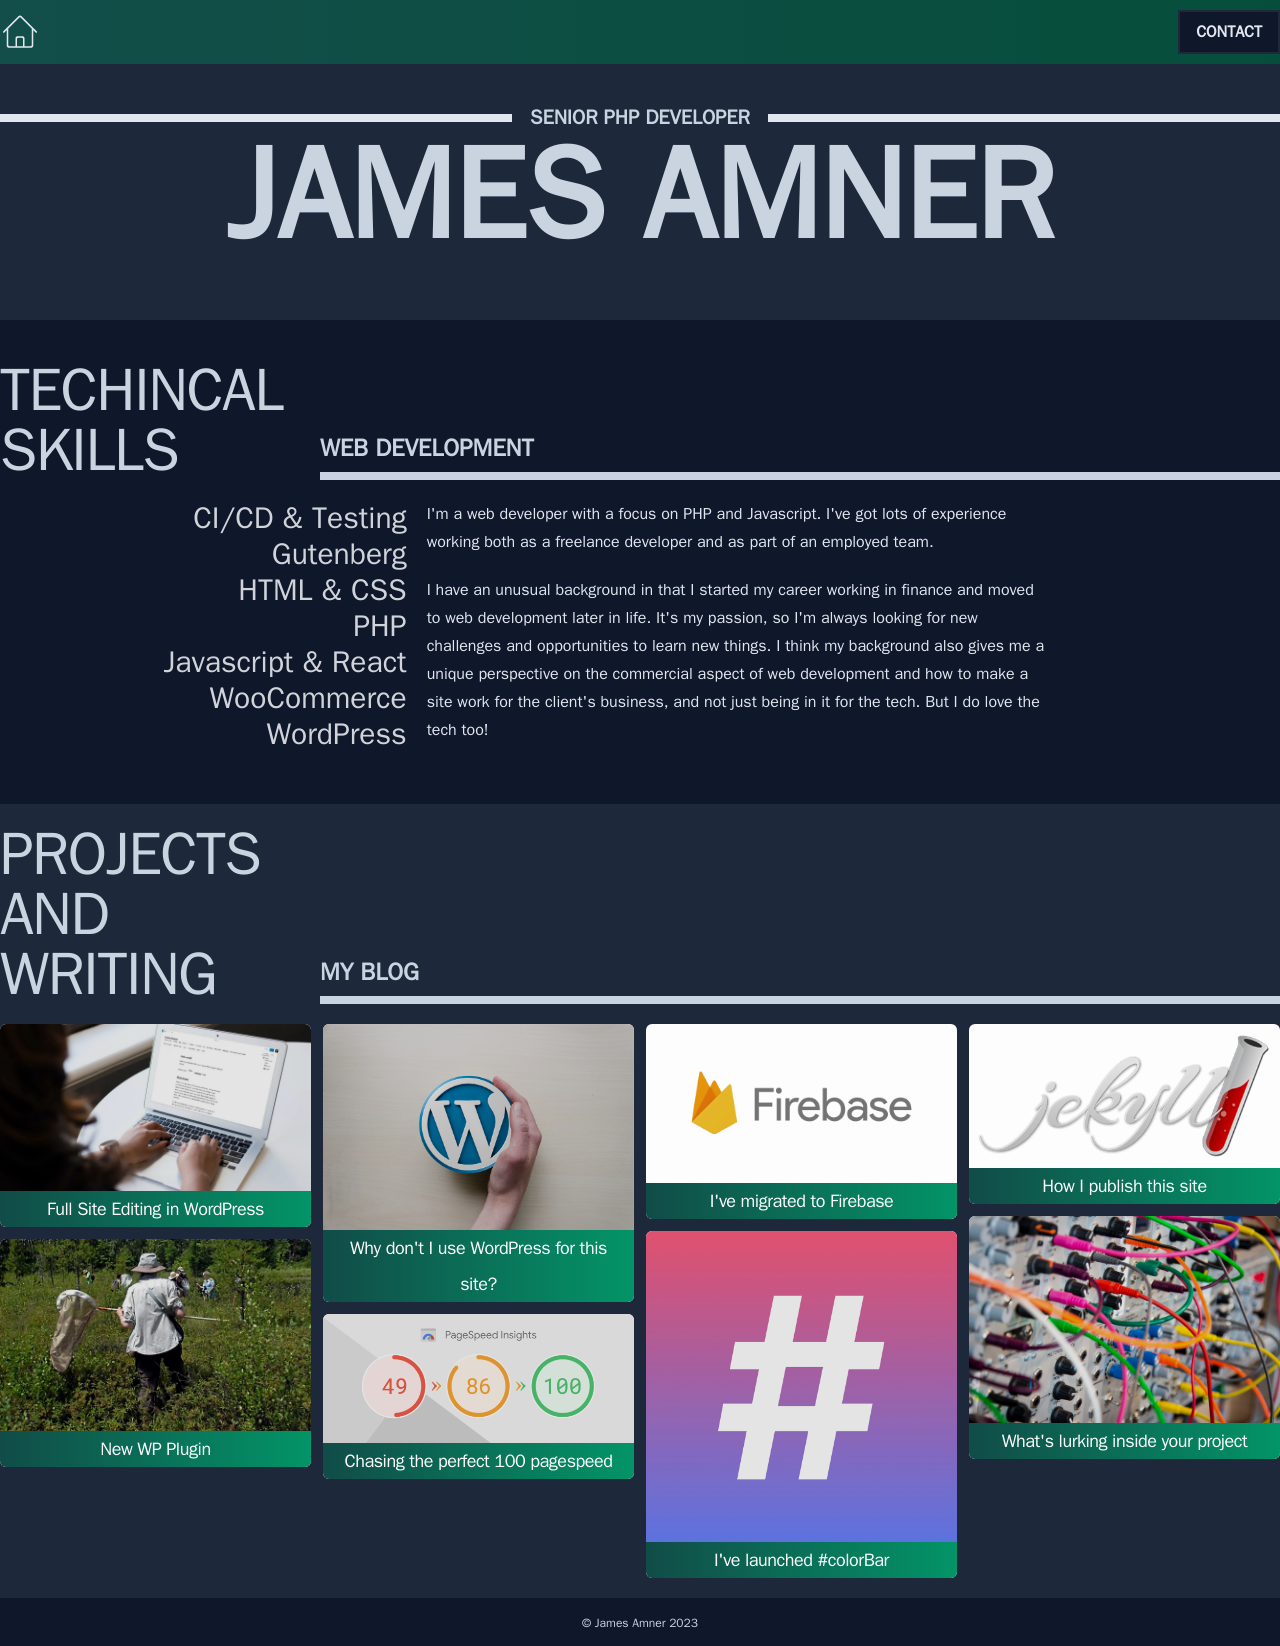 CONTACT
SENIOR PHP DEVELOPER
JAMES AMNER
TECHINCAL
SKILLS
WEB DEVELOPMENT
CI/CD & Testing
Gutenberg
HTML & CSS
PHP
Javascript & React
WooCommerce
WordPress
I'm a web developer with a focus on PHP and Javascript. I've got lots of experience
working both as a freelance developer and as part of an employed team.
I have an unusual background in that I started my career working in finance and moved
to web development later in life. It's my passion, so I'm always looking for new
challenges and opportunities to learn new things. I think my background also gives me a
unique perspective on the commercial aspect of web development and how to make a
site work for the client's business, and not just being in it for the tech. But I do love the
tech too!
PROJECTS
AND
WRITING
MY BLOG
Full Site Editing in WordPress
New WP Plugin
W
Why don't I use WordPress for this
site?
PageSpeed Insights
49 » 86 » 100
Chasing the perfect 100 pagespeed
Firebase
I've migrated to Firebase
#
I've launched #colorBar
jekyll
How I publish this site
What's lurking inside your project
© James Amner 2023